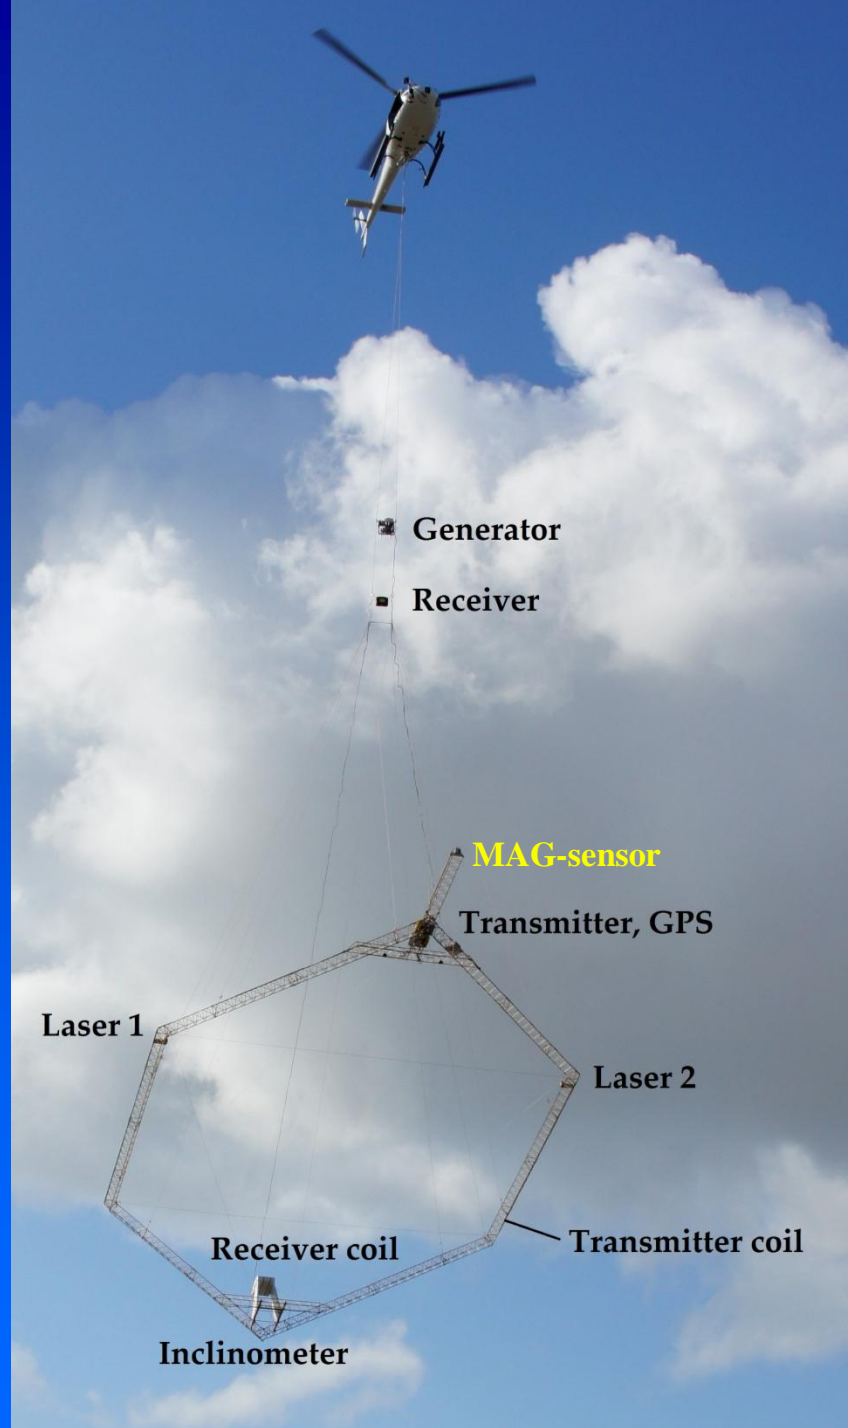 Generator
Receiver
MAG-sensor
Transmitter, GPS
Laser 1
Laser 2
Receiver coil
Transmitter coil
Inclinometer